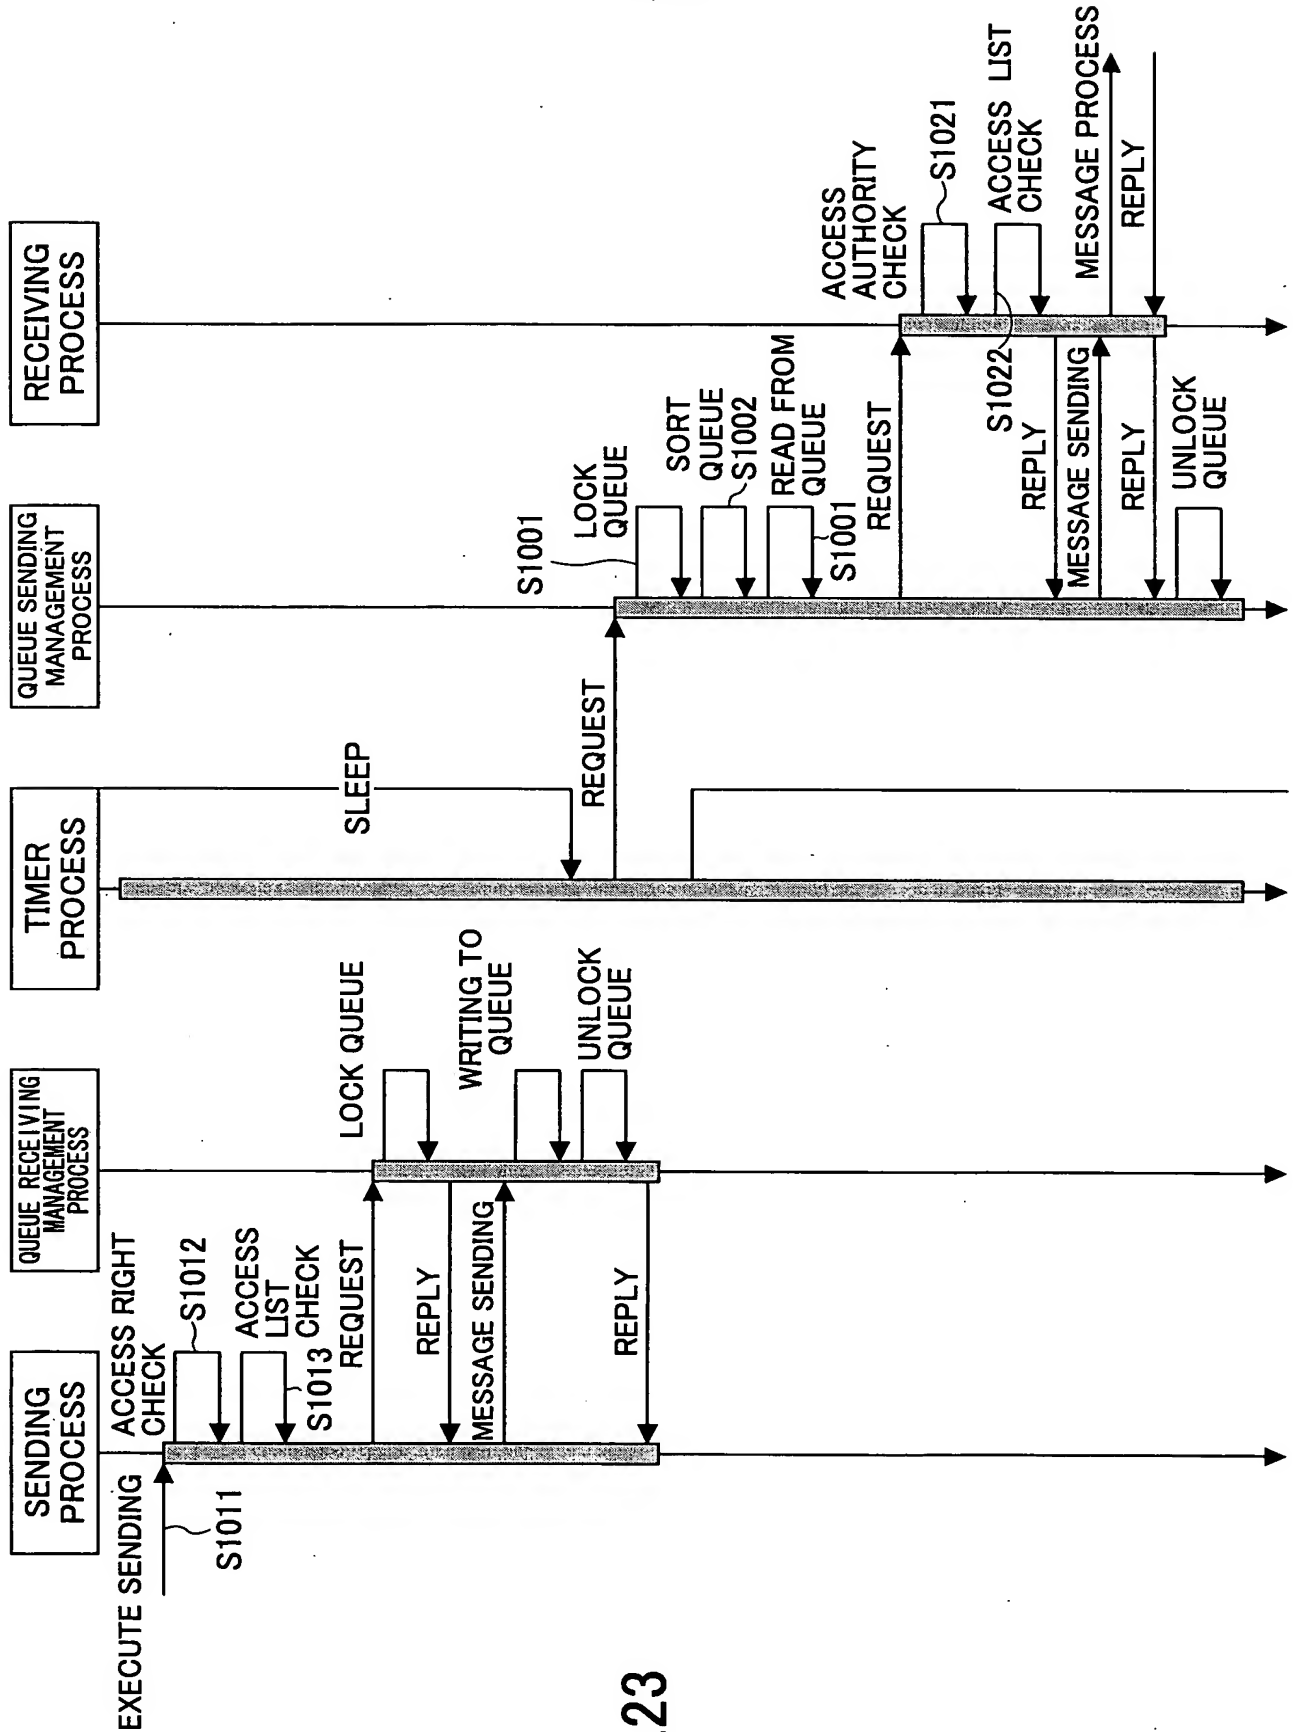 SENDING
PROCESS
QUEUE RECEIVING
MANAGEMENT
PROCESS
TIMER
PROCESS
QUEUE SENDING
MANAGEMENT
PROCESS
RECEIVING
PROCESS
EXECUTE SENDING
S1011
ACCESS RIGHT
CHECK
S1012
ACCESS
LIST
CHECK
S1013
REQUEST
LOCK QUEUE
REPLY
MESSAGE SENDING
WRITING TO
QUEUE
UNLOCK
QUEUE
REPLY
SLEEP
REQUEST
S1001
LOCK
QUEUE
SORT
QUEUE
S1002
READ FROM
QUEUE
S1001
REQUEST
ACCESS
AUTHORITY
CHECK
S1021
ACCESS LIST
CHECK
S1022
REPLY
MESSAGE SENDING
MESSAGE PROCESS
REPLY
REPLY
UNLOCK
QUEUE
23